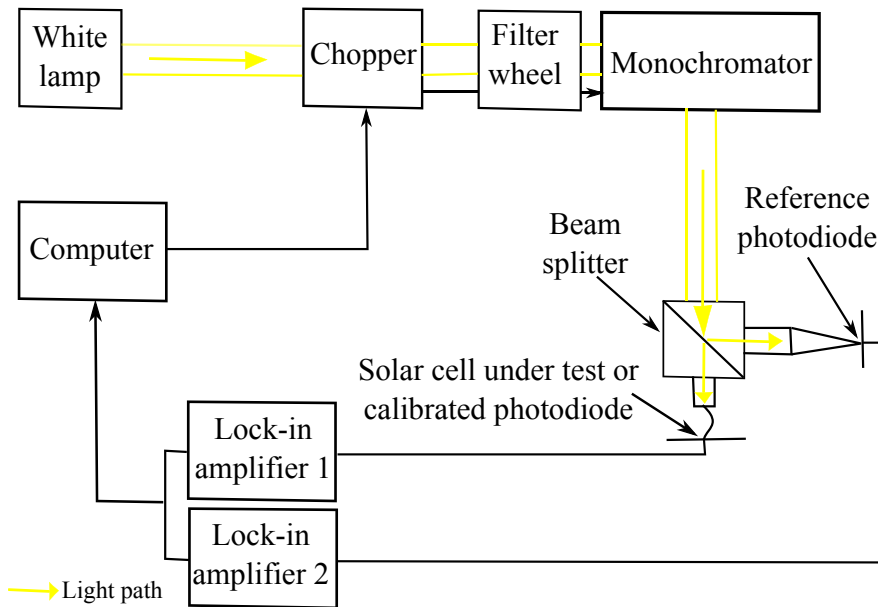 White
lamp
Chopper
Filter
wheel
Monochromator
Computer
Beam
splitter
Reference
photodiode
Solar cell under test or
calibrated photodiode
Lock-in
amplifier 1
Lock-in
amplifier 2
Light path